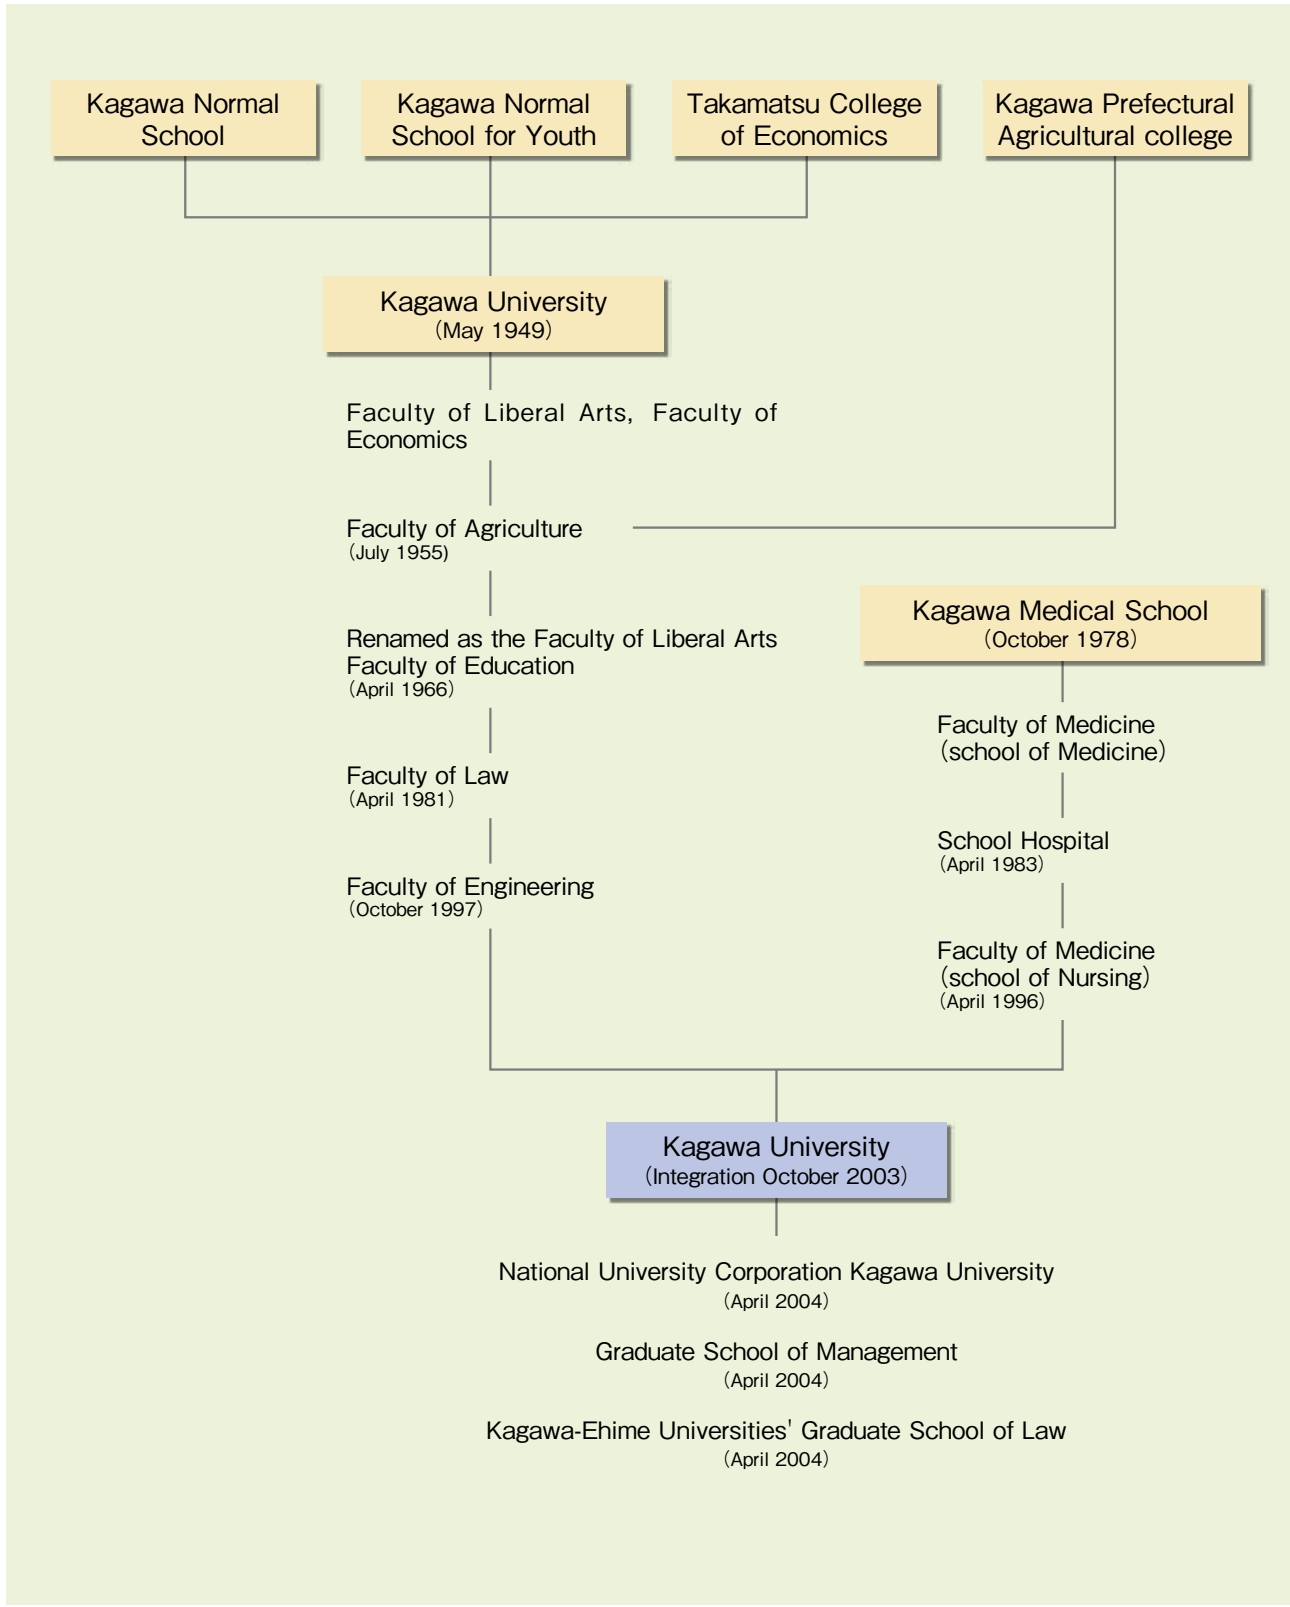 Kagawa Normal
School
Kagawa Normal
School for Youth
Takamatsu College
of Economics
Kagawa Prefectural
Agricultural college
Kagawa University
(May 1949)
Faculty of Liberal Arts, Faculty of
Economics
Faculty of Agriculture
(July 1955)
Renamed as the Faculty of Liberal Arts
Faculty of Education
(April 1966)
Faculty of Law
(April 1981)
Faculty of Engineering
(October 1997)
Kagawa Medical School
(October 1978)
Faculty of Medicine
(school of Medicine)
School Hospital
(April 1983)
Faculty of Medicine
(school of Nursing)
(April 1996)
Kagawa University
(Integration October 2003)
National University Corporation Kagawa University
(April 2004)
Graduate School of Management
(April 2004)
Kagawa-Ehime Universities' Graduate School of Law
(April 2004)